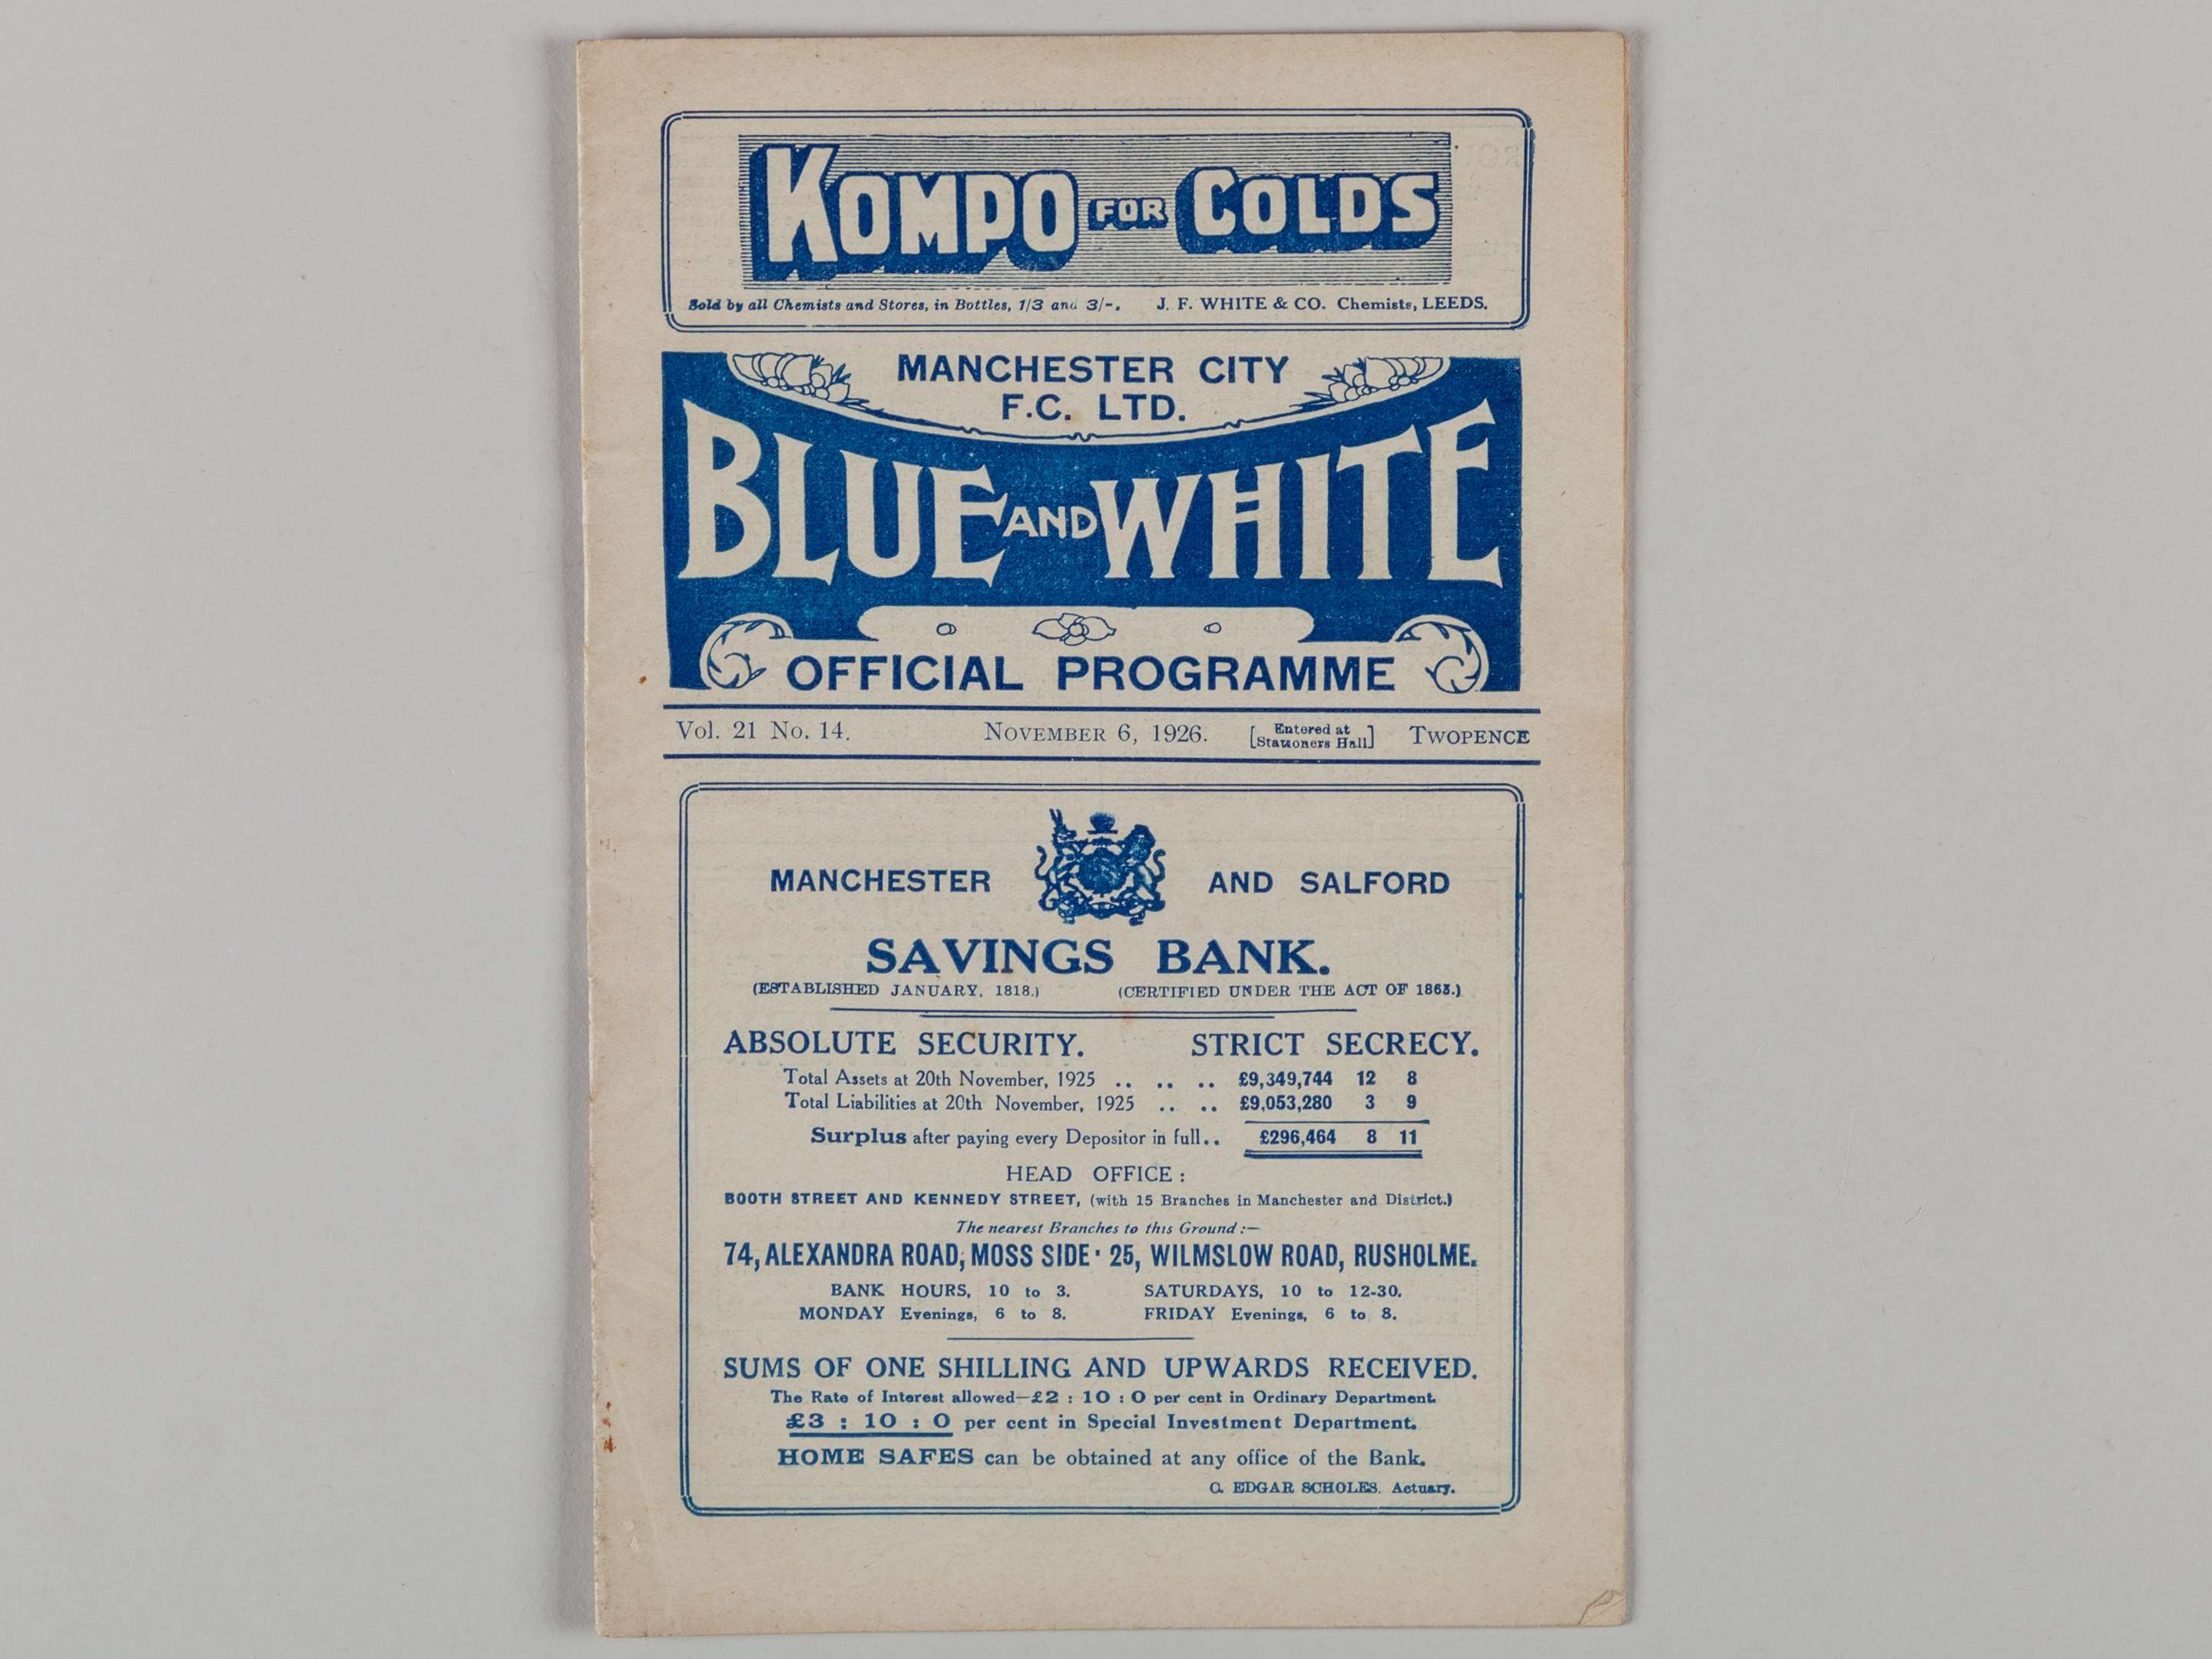 KOMPO FOR COLDS
Sold by all Chemists and Stores, in Bottles, 1/3 and 3/-. J. F. WHITE & CO. Chemists, LEEDS.
MANCHESTER CITY
F.C. LTD.
BLUE AND WHITE
OFFICIAL PROGRAMME
Vol. 21 No. 14. NOVEMBER 6, 1926. [Entered at Stationers Hall] TWOPENCE
MANCHESTER AND SALFORD
SAVINGS BANK.
(ESTABLISHED JANUARY, 1818.) (CERTIFIED UNDER THE ACT OF 1863.)
ABSOLUTE SECURITY. STRICT SECRECY.
Total Assets at 20th November, 1925 .. .. .. £9,349,744 12 8
Total Liabilities at 20th November, 1925 .. .. £9,053,280 3 9
Surplus after paying every Depositor in full.. £296,464 8 11
HEAD OFFICE:
BOOTH STREET AND KENNEDY STREET, (with 15 Branches in Manchester and District.)
The nearest Branches to this Ground:—
74, ALEXANDRA ROAD, MOSS SIDE · 25, WILMSLOW ROAD, RUSHOLME.
BANK HOURS, 10 to 3. SATURDAYS, 10 to 12-30.
MONDAY Evenings, 6 to 8. FRIDAY Evenings, 6 to 8.
SUMS OF ONE SHILLING AND UPWARDS RECEIVED.
The Rate of Interest allowed—£2 : 10 : 0 per cent in Ordinary Department.
£3 : 10 : 0 per cent in Special Investment Department.
HOME SAFES can be obtained at any office of the Bank.
C. EDGAR SCHOLES, Actuary.